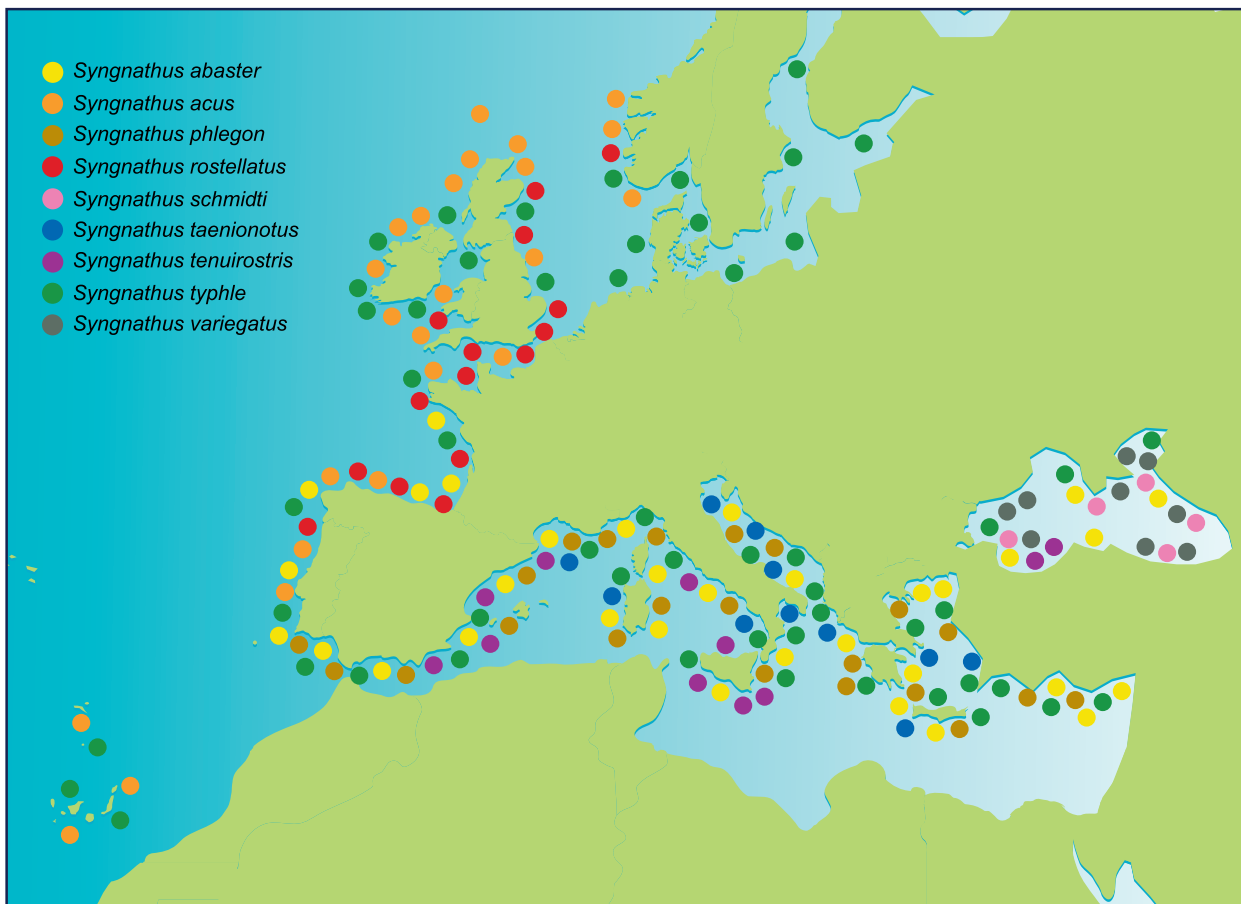 Syngnathus abaster
Syngnathus acus
Syngnathus phlegon
Syngnathus rostellatus
Syngnathus schmidti
Syngnathus taenionotus
Syngnathus tenuirostris
Syngnathus typhle
Syngnathus variegatus